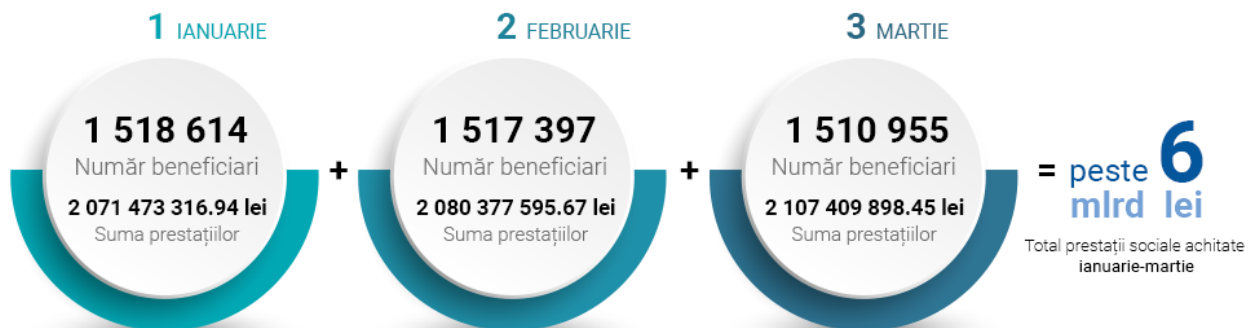 1 IANUARIE
1 518 614
Număr beneficiari
2 071 473 316.94 lei
Suma prestațiilor
+
2 FEBRUARIE
1 517 397
Număr beneficiari
2 080 377 595.67 lei
Suma prestațiilor
+
3 MARTIE
1 510 955
Număr beneficiari
2 107 409 898.45 lei
Suma prestațiilor
= peste 6
mlrd lei
Total prestații sociale achitate
ianuarie-martie